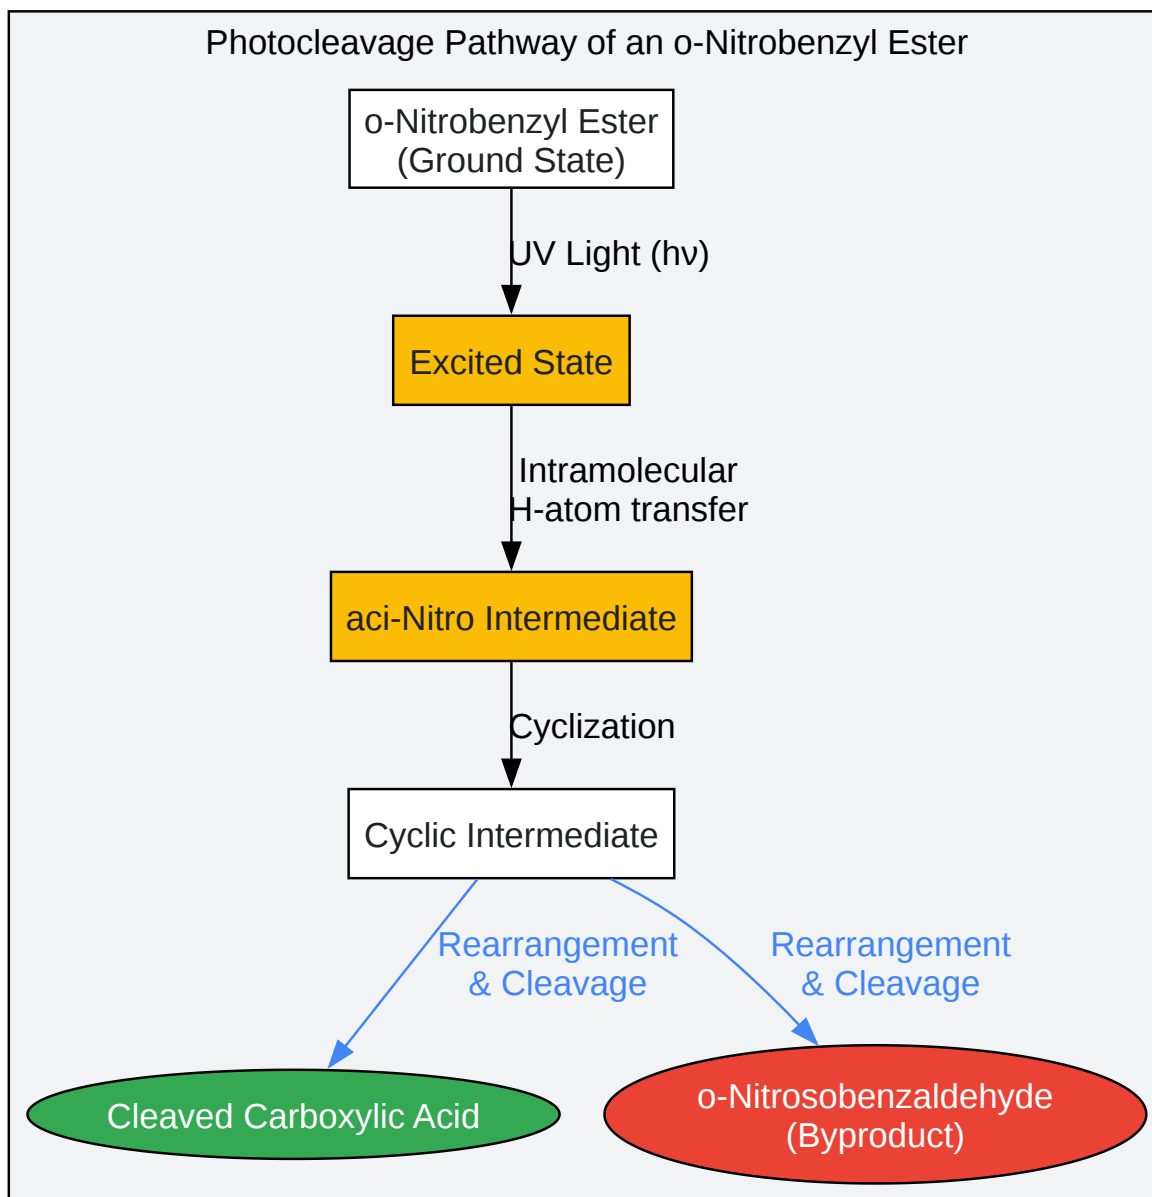 Photocleavage Pathway of an o-Nitrobenzyl Ester
o-Nitrobenzyl Ester
(Ground State)
UV Light (hν)
Excited State
Intramolecular
H-atom transfer
aci-Nitro Intermediate
Cyclization
Cyclic Intermediate
Rearrangement
& Cleavage
Rearrangement
& Cleavage
Cleaved Carboxylic Acid
o-Nitrosobenzaldehyde
(Byproduct)